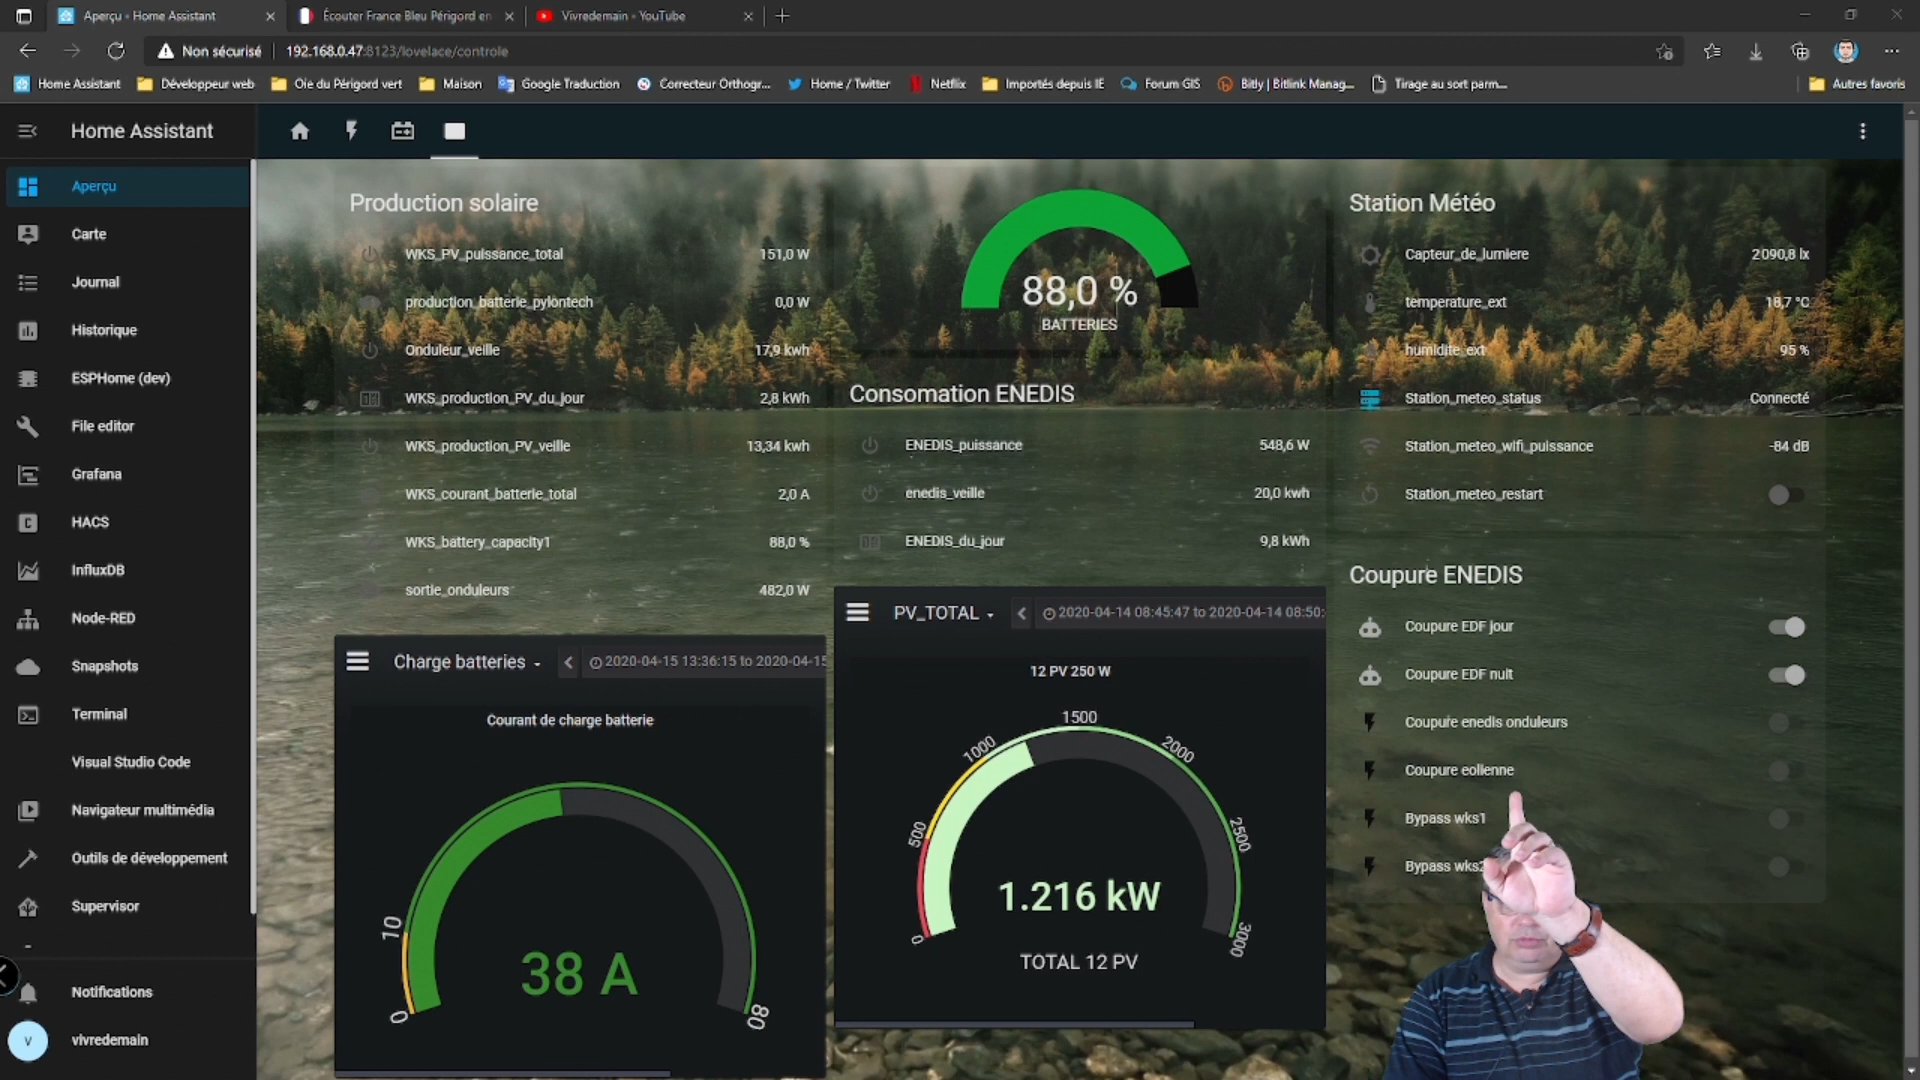 Aperçu - Home Assistant
Écouter France Bleu Périgord en
Vivredemain - YouTube
Non sécurisé
192.168.0.47:8123/lovelace/controle
Home Assistant
Développeur web
Oie du Périgord vert
Maison
Google Traduction
Correcteur Orthogr...
Home / Twitter
Netflix
Importés depuis IE
Forum GIS
Bitly | Bitlink Manag...
Tirage au sort parm...
Autres favoris
Home Assistant
Aperçu
Carte
Journal
Historique
ESPHome (dev)
File editor
Grafana
HACS
InfluxDB
Node-RED
Snapshots
Terminal
Visual Studio Code
Navigateur multimédia
Outils de développement
Supervisor
Notifications
V
vivredemain
Production solaire
WKS_PV_puissance_total 151,0 W
production_batterie_pylontech 0,0 W
Onduleur_veille 17,9 kwh
WKS_production_PV_du_jour 2,8 kWh
WKS_production_PV_veille 13,34 kwh
WKS_courant_batterie_total 2,0 A
WKS_battery_capacity1 88,0 %
sortie_onduleurs 482,0 W
Charge batteries
2020-04-15 13:36:15 to 2020-04-15
Courant de charge batterie
0
10
80
38 A
88,0 %
BATTERIES
Consomation ENEDIS
ENEDIS_puissance 548,6 W
enedis_veille 20,0 kwh
ENEDIS_du_jour 9,8 kWh
PV_TOTAL
2020-04-14 08:45:47 to 2020-04-14 08:50:
12 PV 250 W
0
500
1000
1500
2000
2500
3000
1.216 kW
TOTAL 12 PV
Station Météo
Capteur_de_lumiere 2090,8 lx
temperature_ext 18,7 °C
humidite_ext 95 %
Station_meteo_status Connecté
Station_meteo_wifi_puissance -84 dB
Station_meteo_restart
Coupure ENEDIS
Coupure EDF jour
Coupure EDF nuit
Coupure enedis onduleurs
Coupure eolienne
Bypass wks1
Bypass wks2